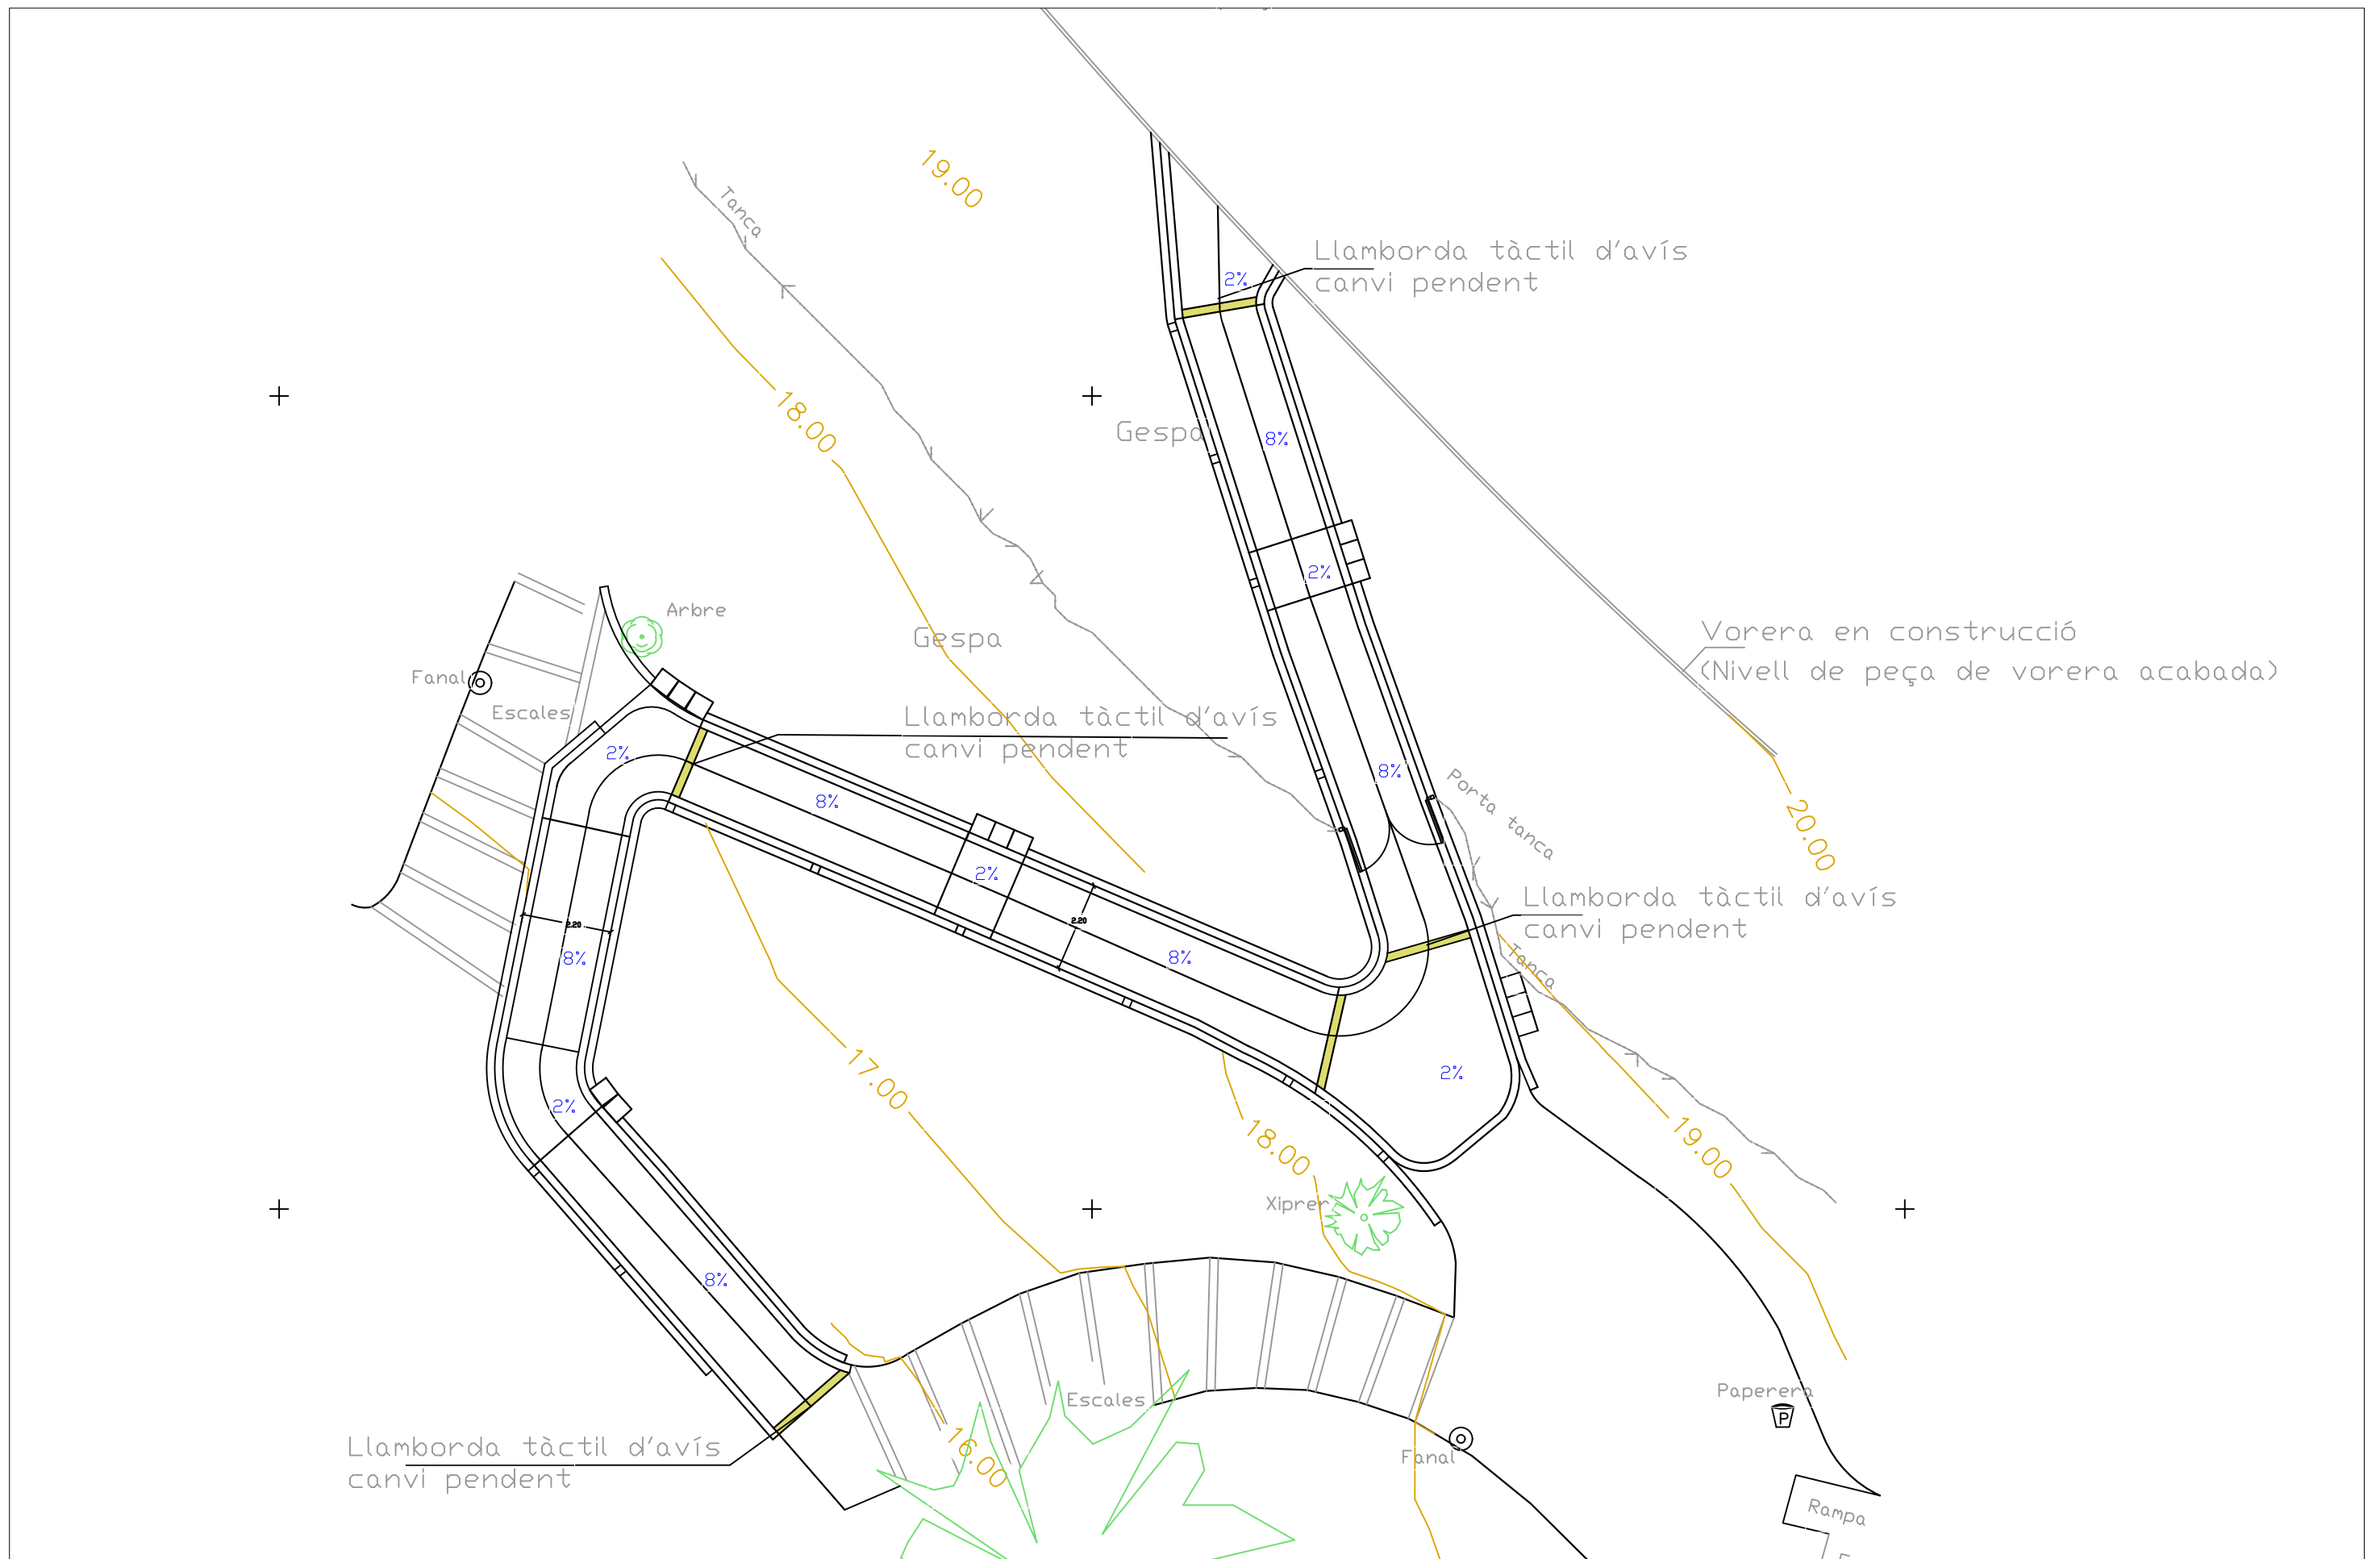 19.00
Tanca
Llamborda tàctil d'avís
canvi pendent
2%
18.00
Gespa
8%
2%
Arbre
Gespa
Vorera en construcció
(Nivell de peça de vorera acabada)
Fanal
Escales
Llamborda tàctil d'avís
canvi pendent
2%
8%
8%
Porta tanca
20.00
2%
Llamborda tàctil d'avís
canvi pendent
2.20
2.20
8%
8%
Tanca
17.00
2%
2%
18.00
19.00
Xiprer
8%
Paperera
P
Escales
Llamborda tàctil d'avís
canvi pendent
16.00
Fanal
Rampa